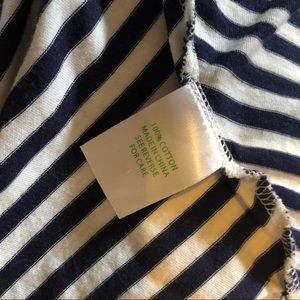 100% COTTON
MADE IN CHINA
SEE REVERSE
FOR CARE